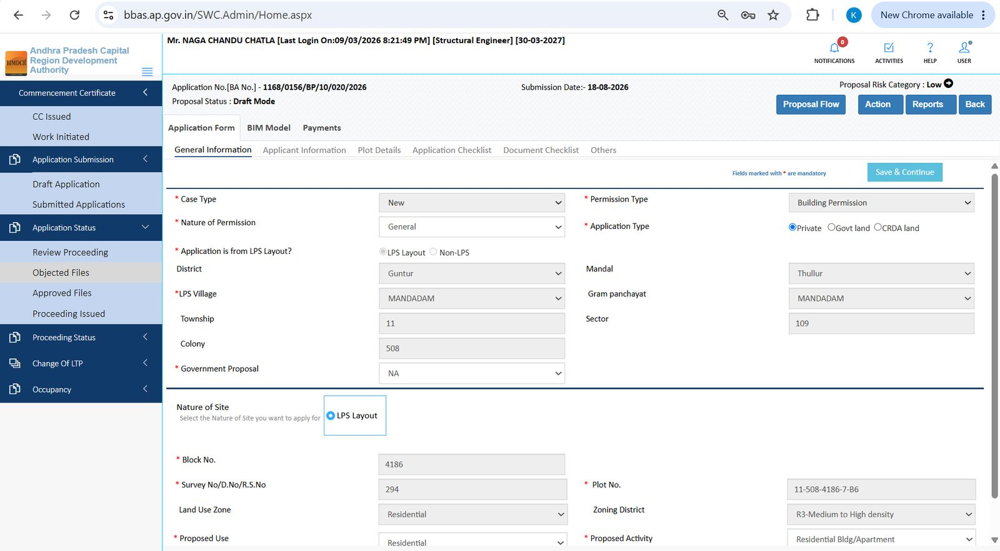 bbas.ap.gov.in/SWC.Admin/Home.aspx
K
New Chrome available
BIMDCR
Andhra Pradesh Capital
Region Development
Authority
Mr. NAGA CHANDU CHATLA [Last Login On:09/03/2026 8:21:49 PM] [Structural Engineer] [30-03-2027]
0
NOTIFICATIONS
ACTIVITIES
?
HELP
USER
Commencement Certificate
CC Issued
Work Initiated
Application Submission
Draft Application
Submitted Applications
Application Status
Review Proceeding
Objected Files
Approved Files
Proceeding Issued
Proceeding Status
Change Of LTP
Occupancy
Application No.[BA No.] - 1168/0156/BP/10/020/2026
Submission Date:- 18-08-2026
Proposal Risk Category : Low
Proposal Status : Draft Mode
Proposal Flow
Action
Reports
Back
Application Form
BIM Model
Payments
General Information
Applicant Information
Plot Details
Application Checklist
Document Checklist
Others
Fields marked with * are mandatory
Save & Continue
* Case Type
New
* Permission Type
Building Permission
* Nature of Permission
General
* Application Type
Private
Govt land
CRDA land
* Application is from LPS Layout?
LPS Layout
Non-LPS
District
Guntur
Mandal
Thullur
*LPS Village
MANDADAM
Gram panchayat
MANDADAM
Township
11
Sector
109
Colony
508
* Government Proposal
NA
Nature of Site
Select the Nature of Site you want to apply for
LPS Layout
* Block No.
4186
* Survey No/D.No/R.S.No
294
* Plot No.
11-508-4186-7-B6
Land Use Zone
Residential
Zoning District
R3-Medium to High density
* Proposed Use
Residential
* Proposed Activity
Residential Bldg/Apartment